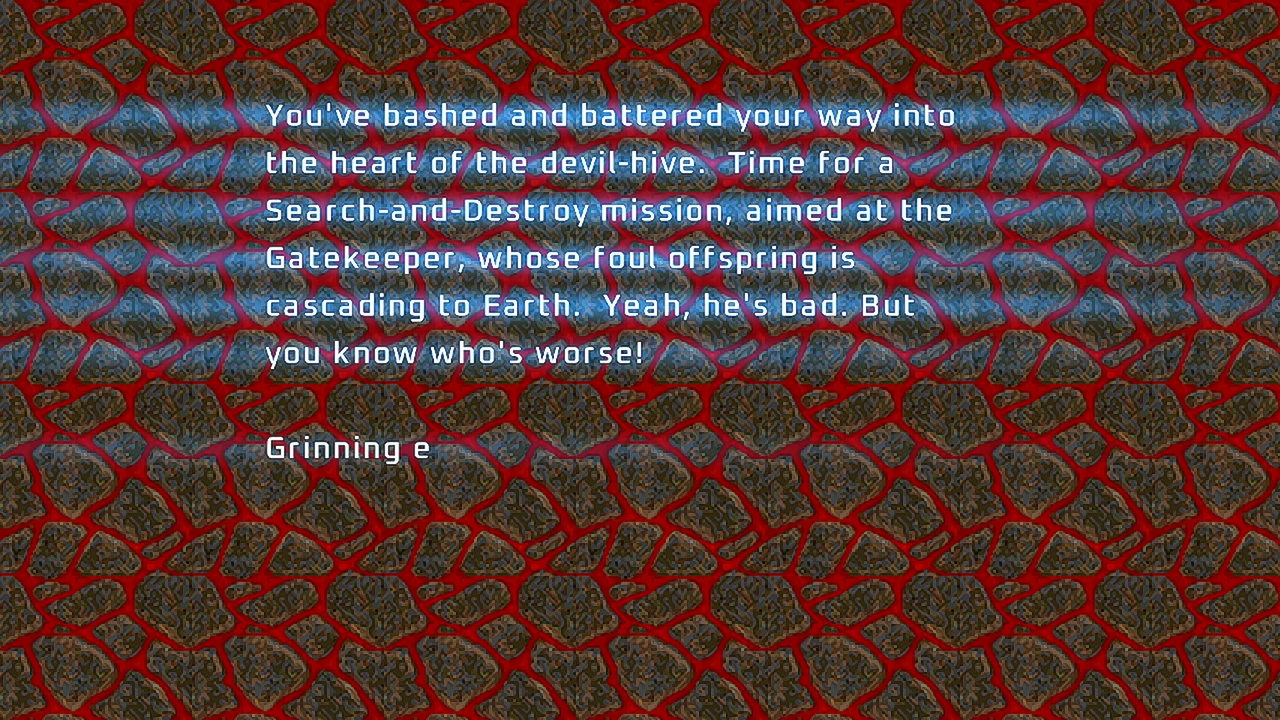 You've bashed and battered your way into
the heart of the devil-hive.  Time for a
Search-and-Destroy mission, aimed at the
Gatekeeper, whose foul offspring is
cascading to Earth.  Yeah, he's bad. But
you know who's worse!
Grinning e